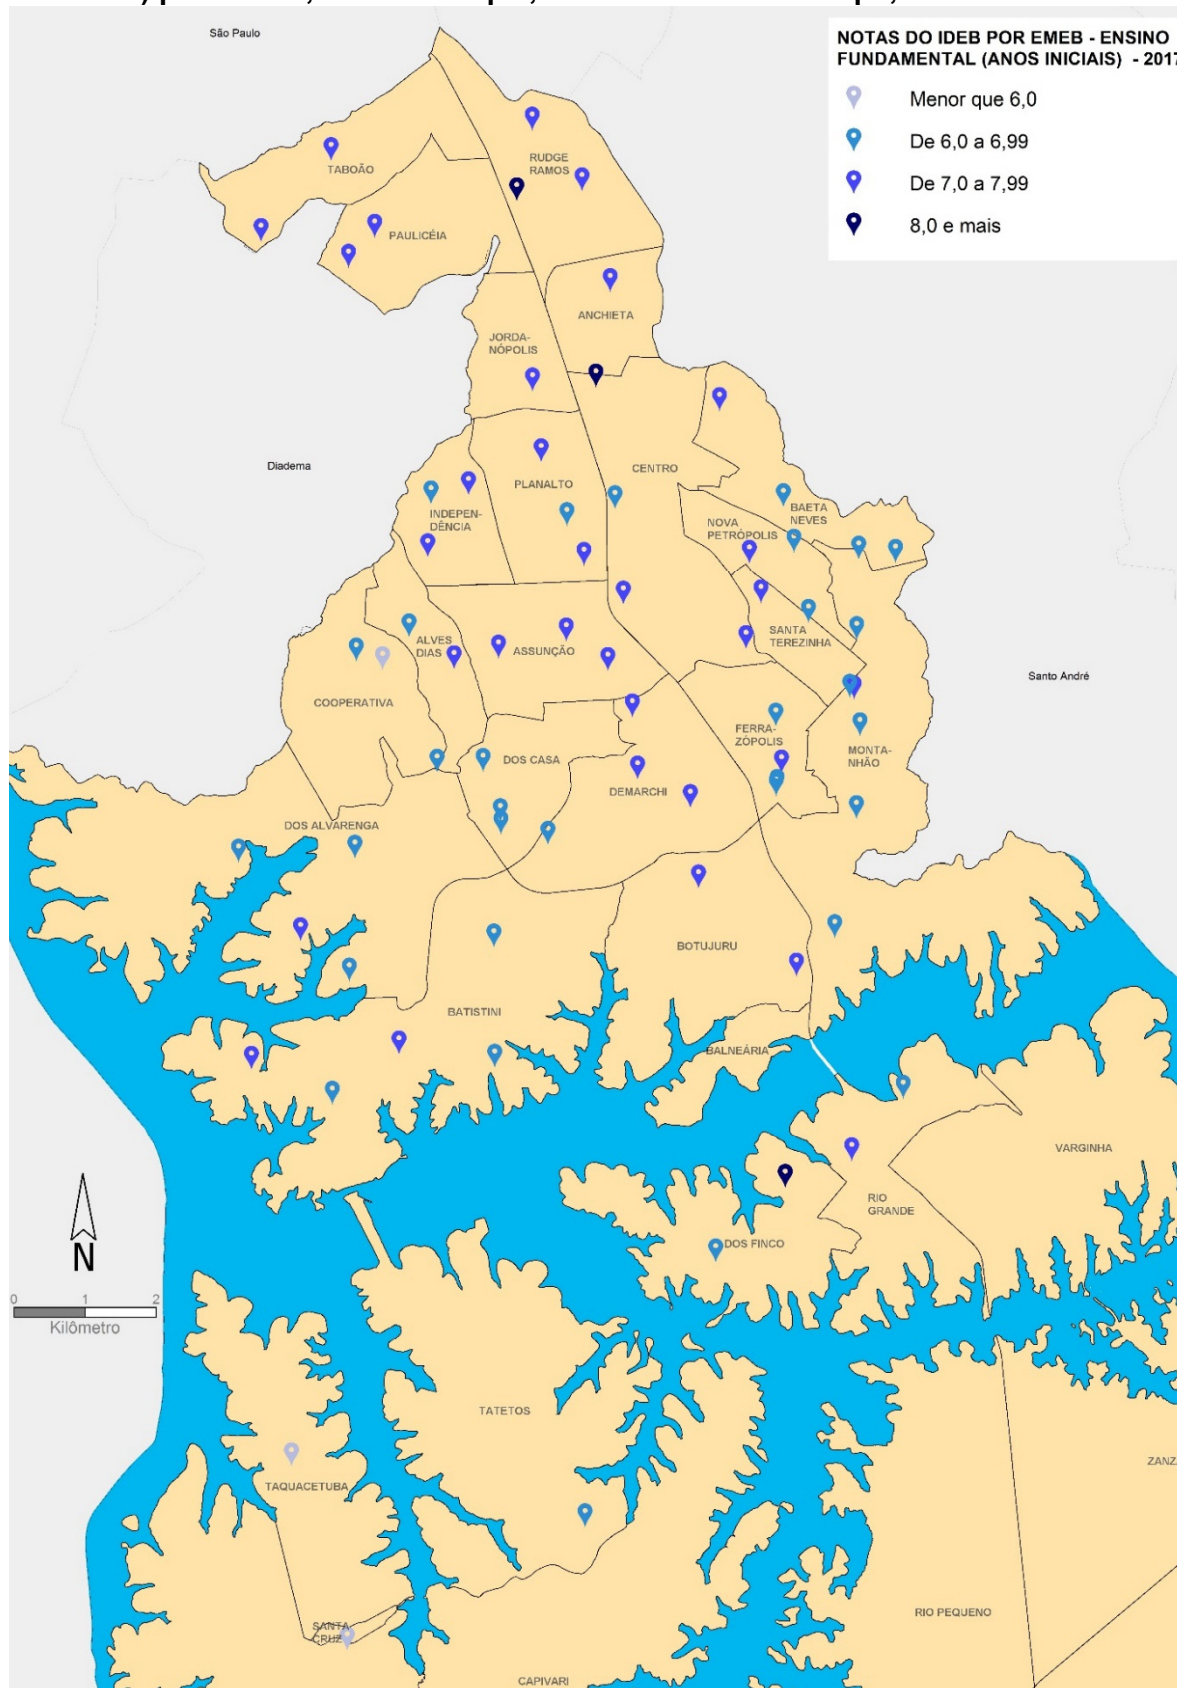 São Paulo
NOTAS DO IDEB POR EMEB - ENSINO
FUNDAMENTAL (ANOS INICIAIS) - 2017
Menor que 6,0
De 6,0 a 6,99
De 7,0 a 7,99
8,0 e mais
RUDGE
RAMOS
TABOÃO
PAULICÉIA
ANCHIETA
JORDA-
NÓPOLIS
Diadema
CENTRO
PLANALTO
INDEPEN-
DÊNCIA
BAETA
NEVES
NOVA
PETRÓPOLIS
SANTA
TEREZINHA
ALVES
DIAS
ASSUNÇÃO
Santo André
COOPERATIVA
FERRA-
ZÓPOLIS
MONTA-
NHÃO
DOS CASA
DEMARCHI
DOS ALVARENGA
BOTUJURU
BATISTINI
BALNEÁRIA
VARGINHA
RIO
GRANDE
DOS FINCO
N
0 1 2
Kilômetro
TATETOS
TAQUACETUBA
ZANZA
RIO PEQUENO
SANTA
CRUZ
CAPIVARI